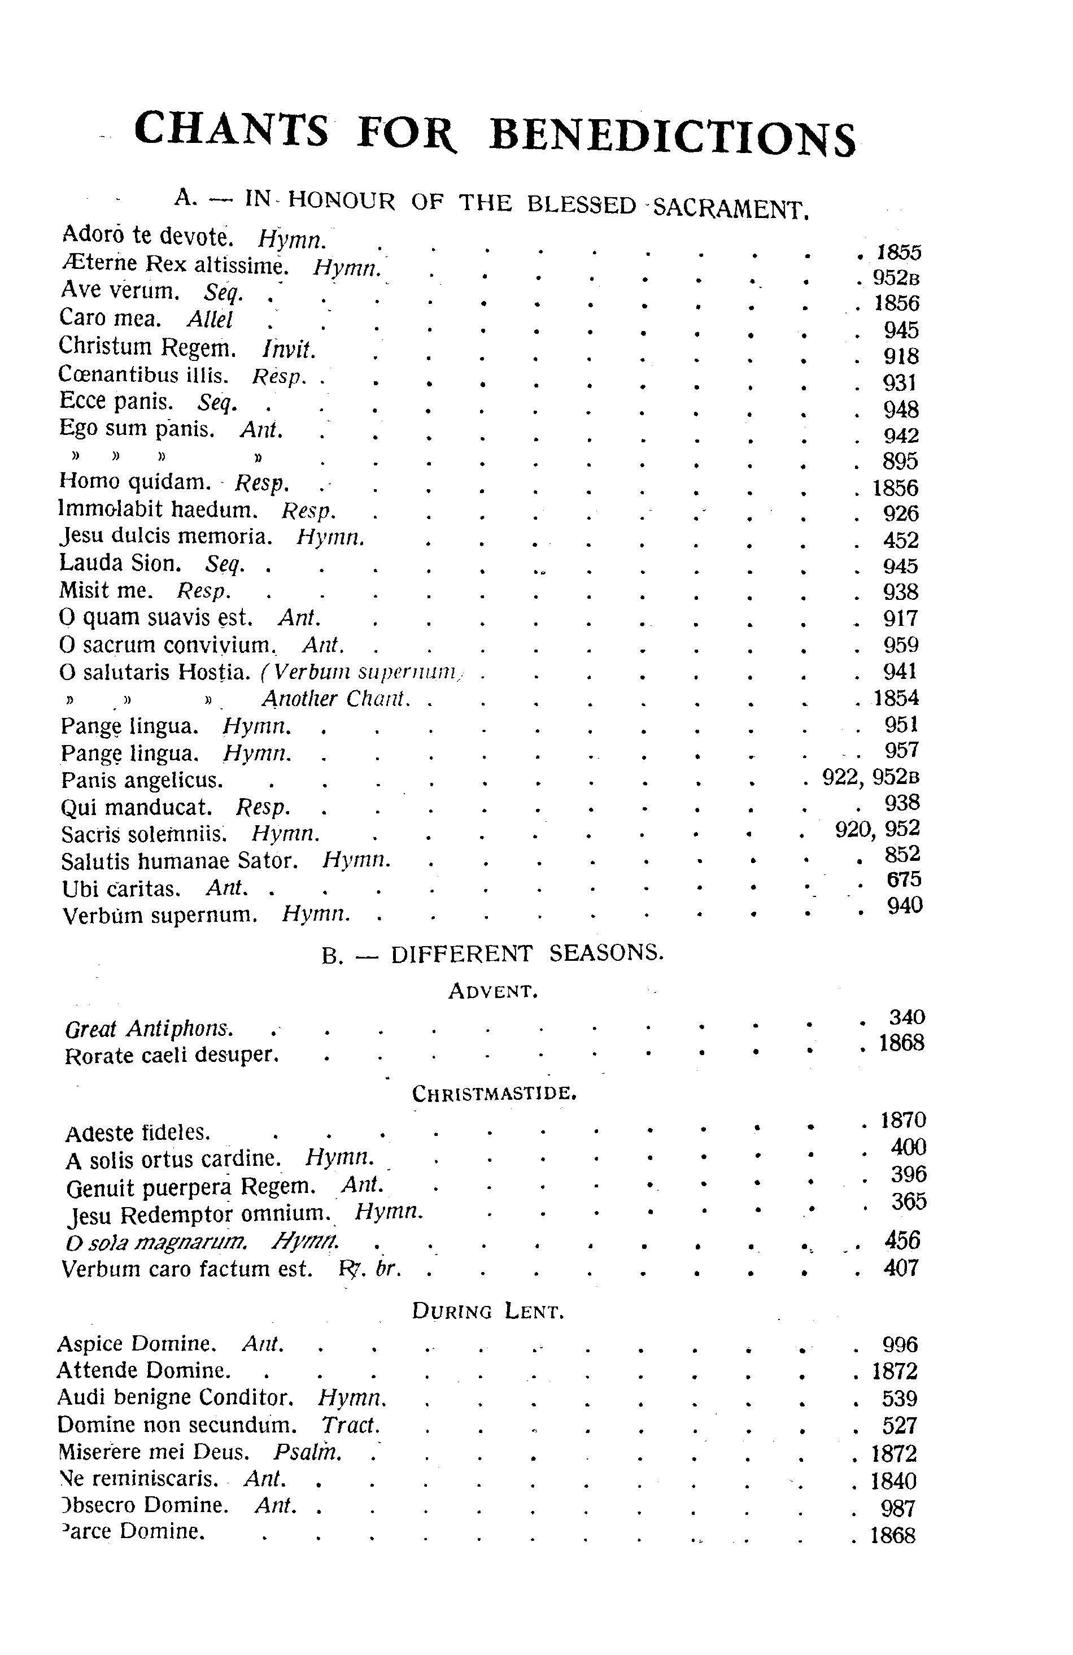 CHANTS FOR BENEDICTIONS
A. — IN HONOUR OF THE BLESSED SACRAMENT.
Adoro te devote. Hymn. . . . . . . . . . . 1855
Æterne Rex altissime. Hymn. . . . . . . . . . 952B
Ave verum. Seq. . . . . . . . . . . . . 1856
Caro mea. Allel . . . . . . . . . . . . 945
Christum Regem. Invit. . . . . . . . . . . 918
Cœnantibus illis. Resp. . . . . . . . . . . . 931
Ecce panis. Seq. . . . . . . . . . . . . 948
Ego sum panis. Ant. . . . . . . . . . . . 942
» » » » . . . . . . . . . . . 895
Homo quidam. Resp. . . . . . . . . . . . 1856
Immolabit haedum. Resp. . . . . . . . . . . 926
Jesu dulcis memoria. Hymn. . . . . . . . . . 452
Lauda Sion. Seq. . . . . . . . . . . . . 945
Misit me. Resp. . . . . . . . . . . . . 938
O quam suavis est. Ant. . . . . . . . . . . 917
O sacrum convivium. Ant. . . . . . . . . . . 959
O salutaris Hostia. (Verbum supernum . . . . . . . . 941
» » » Another Chant. . . . . . . . . . 1854
Pange lingua. Hymn. . . . . . . . . . . . 951
Pange lingua. Hymn. . . . . . . . . . . . 957
Panis angelicus. . . . . . . . . . . . 922, 952B
Qui manducat. Resp. . . . . . . . . . . . 938
Sacris solemniis. Hymn. . . . . . . . . . 920, 952
Salutis humanae Sator. Hymn. . . . . . . . . . 852
Ubi caritas. Ant. . . . . . . . . . . . . 675
Verbum supernum. Hymn. . . . . . . . . . . 940
B. — DIFFERENT SEASONS.
ADVENT.
Great Antiphons. . . . . . . . . . . . . 340
Rorate caeli desuper. . . . . . . . . . . . 1868
CHRISTMASTIDE.
Adeste fideles. . . . . . . . . . . . . 1870
A solis ortus cardine. Hymn. . . . . . . . . . 400
Genuit puerpera Regem. Ant. . . . . . . . . . 396
Jesu Redemptor omnium. Hymn. . . . . . . . . 365
O sola magnarum. Hymn. . . . . . . . . . . 456
Verbum caro factum est. ℟. br. . . . . . . . . . 407
DURING LENT.
Aspice Domine. Ant. . . . . . . . . . . . 996
Attende Domine. . . . . . . . . . . . . 1872
Audi benigne Conditor. Hymn. . . . . . . . . . 539
Domine non secundum. Tract. . . . . . . . . . 527
Miserere mei Deus. Psalm. . . . . . . . . . . 1872
Ne reminiscaris. Ant. . . . . . . . . . . . 1840
Obsecro Domine. Ant. . . . . . . . . . . . 987
Parce Domine. . . . . . . . . . . . . 1868